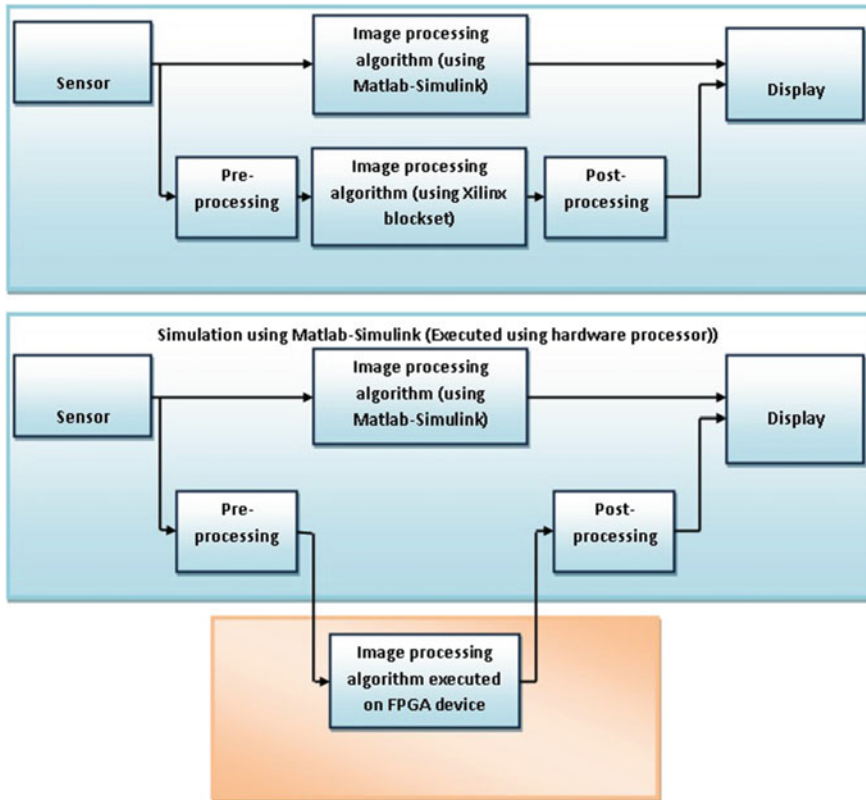 Sensor
Image processing
algorithm (using
Matlab-Simulink)
Display
Pre-
processing
Image processing
algorithm (using Xilinx
blockset)
Post-
processing
Simulation using Matlab-Simulink (Executed using hardware processor))
Sensor
Image processing
algorithm (using
Matlab-Simulink)
Display
Pre-
processing
Post-
processing
Image processing
algorithm executed
on FPGA device